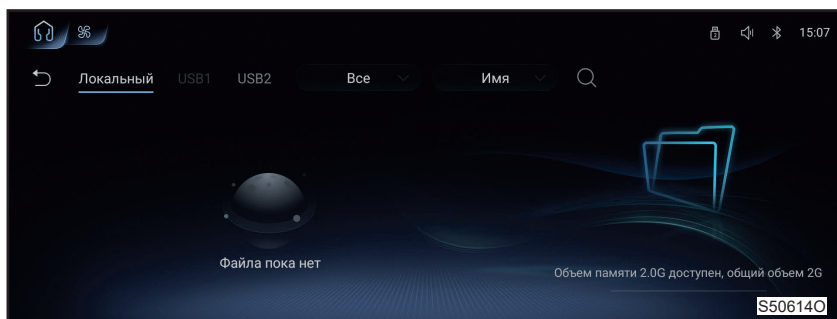 15:07
Локальный USB1 USB2 Все Имя
Файла пока нет
Объем памяти 2.0G доступен, общий объем 2G
S50614O